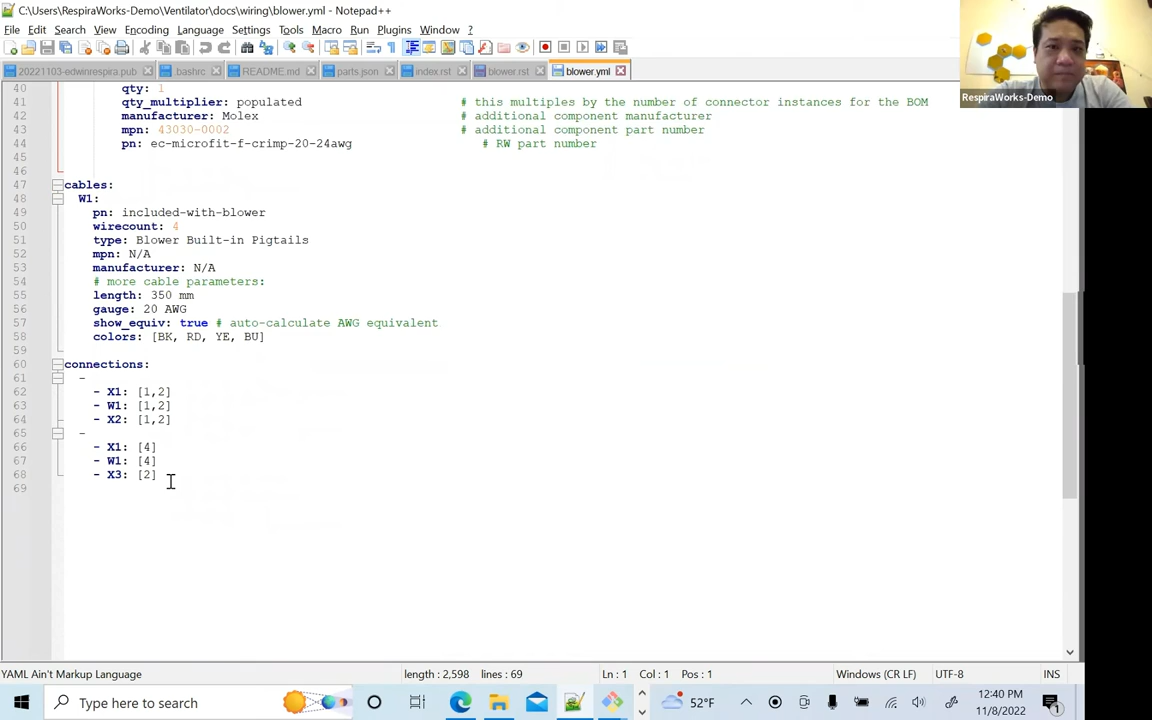 C:\Users\RespiraWorks-Demo\Ventilator\docs\wiring\blower.yml - Notepad++
File Edit Search View Encoding Language Settings Tools Macro Run Plugins Window ?
20221103-edwinrespira.pub .bashrc README.md parts.json index.rst blower.rst blower.yml
RespiraWorks-Demo
40 qty: 1
41 qty_multiplier: populated # this multiples by the number of connector instances for the BOM
42 manufacturer: Molex # additional component manufacturer
43 mpn: 43030-0002 # additional component part number
44 pn: ec-microfit-f-crimp-20-24awg # RW part number
45
46
47 cables:
48 W1:
49 pn: included-with-blower
50 wirecount: 4
51 type: Blower Built-in Pigtails
52 mpn: N/A
53 manufacturer: N/A
54 # more cable parameters:
55 length: 350 mm
56 gauge: 20 AWG
57 show_equiv: true # auto-calculate AWG equivalent
58 colors: [BK, RD, YE, BU]
59
60 connections:
61 -
62 - X1: [1,2]
63 - W1: [1,2]
64 - X2: [1,2]
65 -
66 - X1: [4]
67 - W1: [4]
68 - X3: [2]
69
YAML Ain't Markup Language length : 2,598 lines : 69 Ln : 1 Col : 1 Pos : 1 Windows (CR LF) UTF-8 INS
Type here to search 52°F 12:40 PM
11/8/2022 1